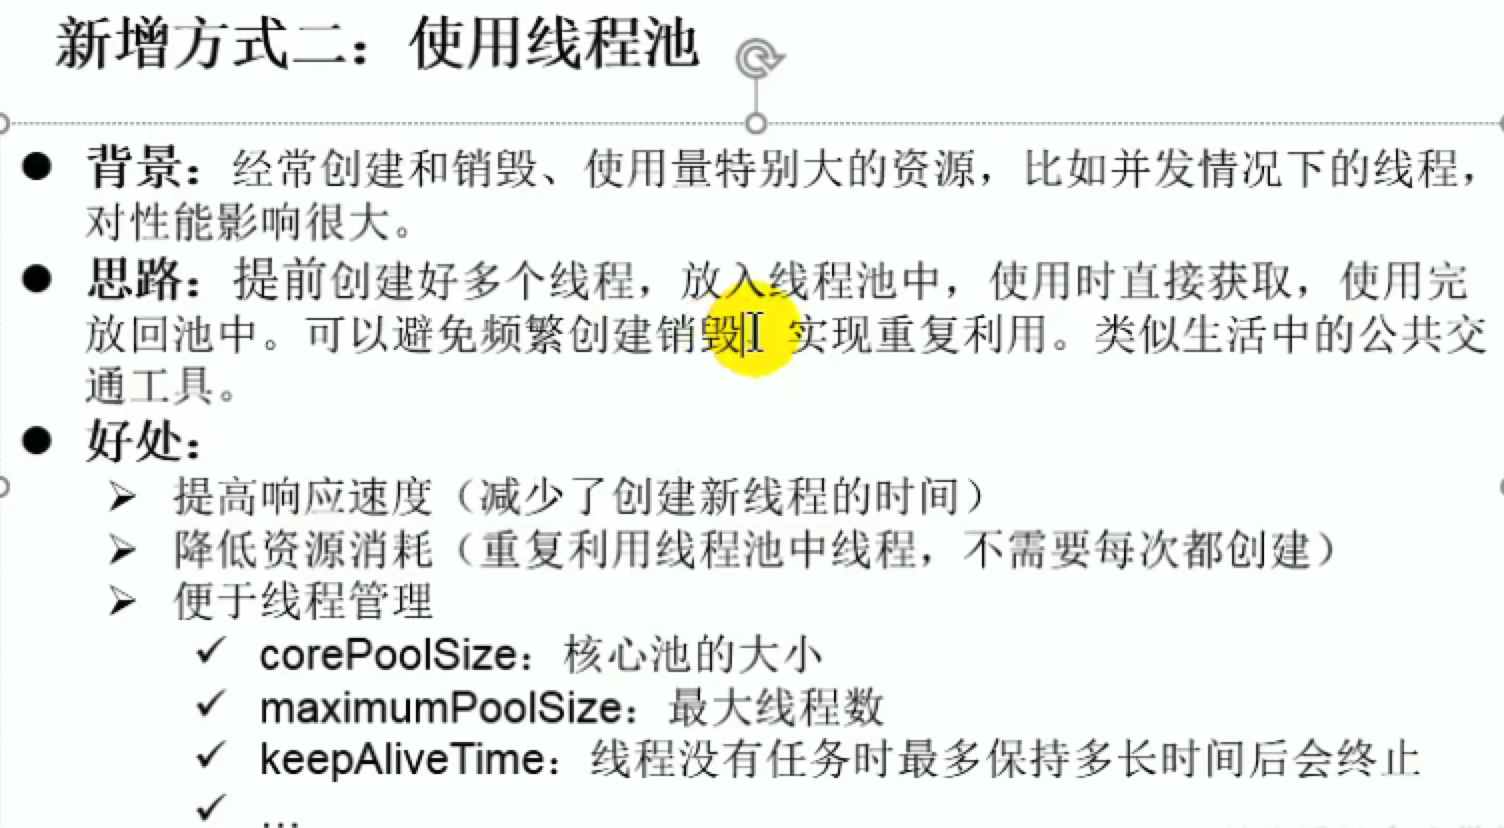 新增方式二：使用线程池
背景：经常创建和销毁、使用量特别大的资源，比如并发情况下的线程，
对性能影响很大。
思路：提前创建好多个线程，放入线程池中，使用时直接获取，使用完
放回池中。可以避免频繁创建销毁、实现重复利用。类似生活中的公共交
通工具。
好处：
提高响应速度（减少了创建新线程的时间）
降低资源消耗（重复利用线程池中线程，不需要每次都创建）
便于线程管理
corePoolSize：核心池的大小
maximumPoolSize：最大线程数
keepAliveTime：线程没有任务时最多保持多长时间后会终止
…